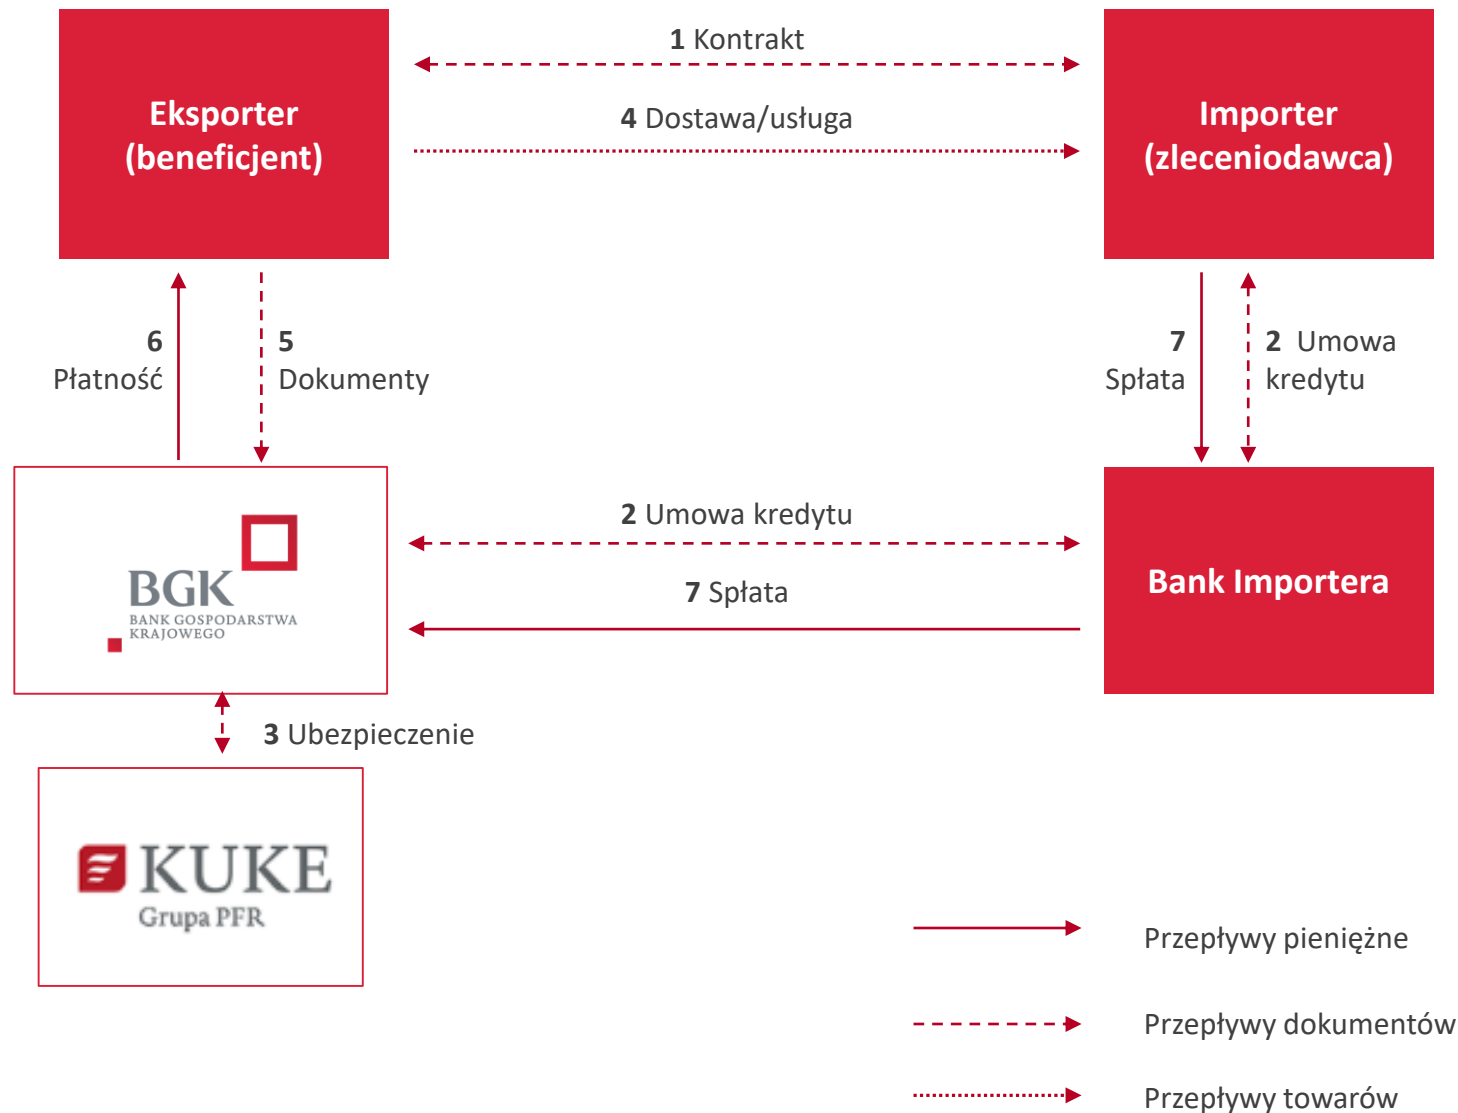 1 Kontrakt
Eksporter
(beneficjent)
4 Dostawa/usługa
Importer
(zleceniodawca)
6
Płatność
5
Dokumenty
7
Spłata
2 Umowa
kredytu
BGK
BANK GOSPODARSTWA
KRAJOWEGO
2 Umowa kredytu
7 Spłata
Bank Importera
3 Ubezpieczenie
KUKE
Grupa PFR
Przepływy pieniężne
Przepływy dokumentów
Przepływy towarów